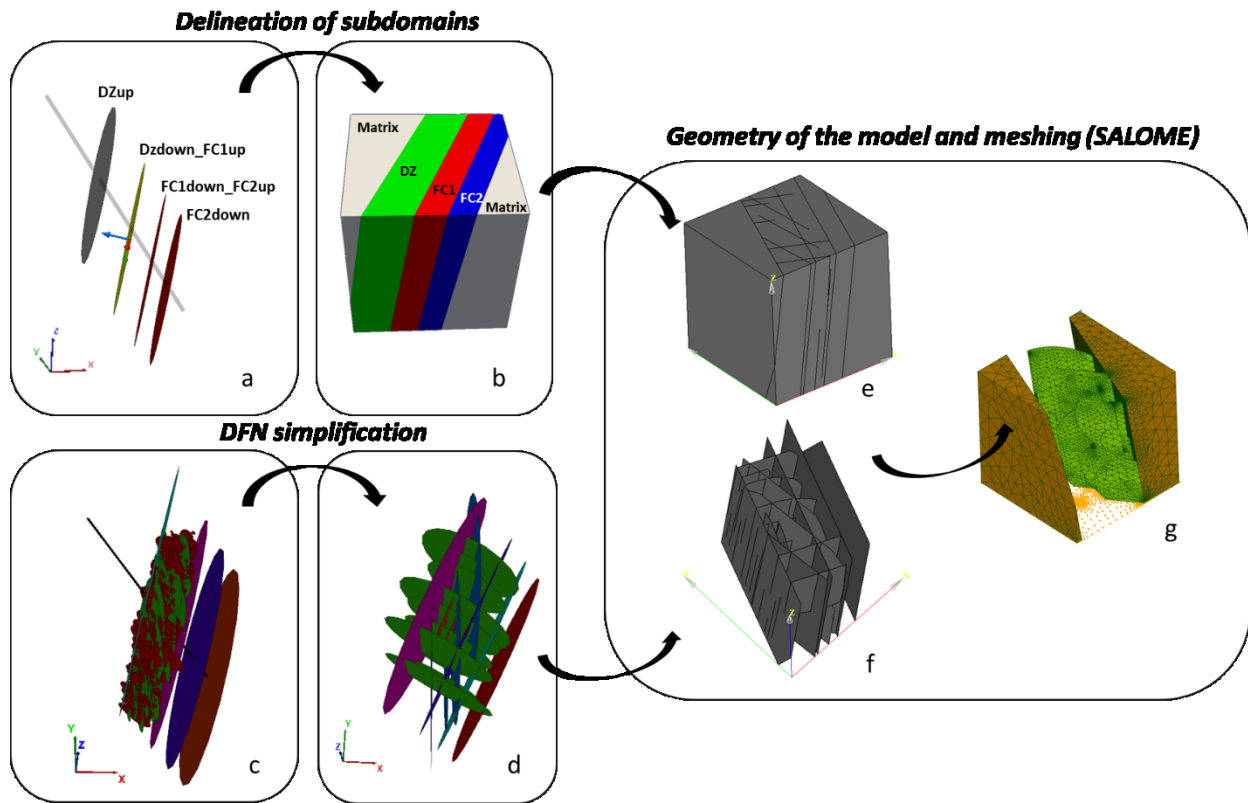 Delineation of subdomains
DZup
Dzdown_FC1up
FC1down_FC2up
FC2down
Z
Y
X
a
Matrix
DZ
FC1
FC2
Matrix
b
DFN simplification
Y
Z
X
c
Y
Z
X
d
Geometry of the model and meshing (SALOME)
Z
e
Z
f
g